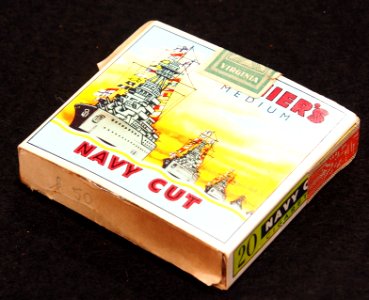 VIRGINIA
IER'S
MEDIUM
NAVY CUT
20 NAVY C